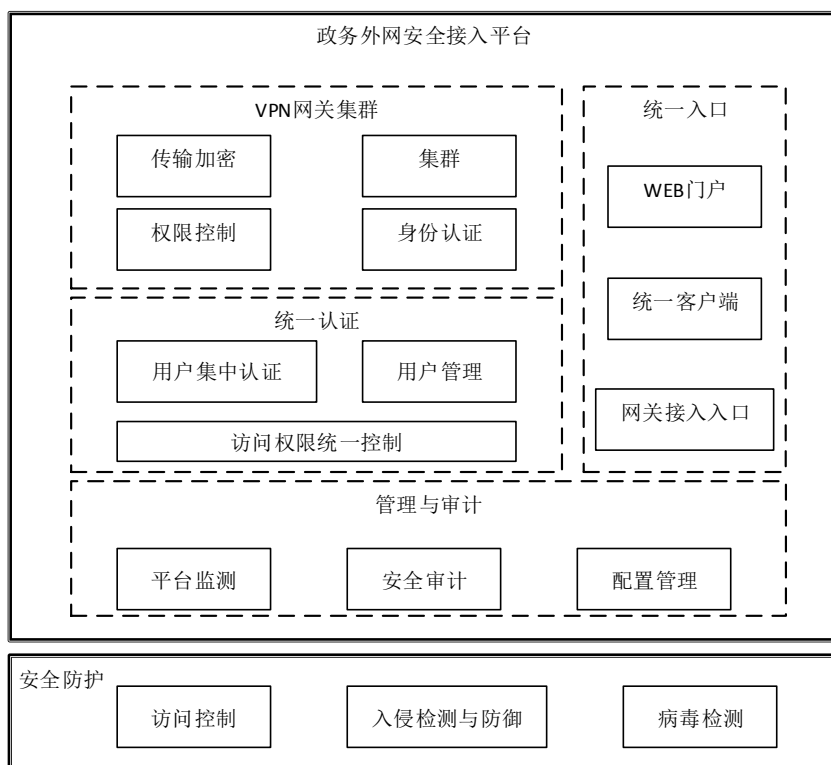 政务外网安全接入平台
VPN网关集群
传输加密
集群
权限控制
身份认证
统一认证
用户集中认证
用户管理
访问权限统一控制
统一入口
WEB门户
统一客户端
网关接入入口
管理与审计
平台监测
安全审计
配置管理
安全防护
访问控制
入侵检测与防御
病毒检测